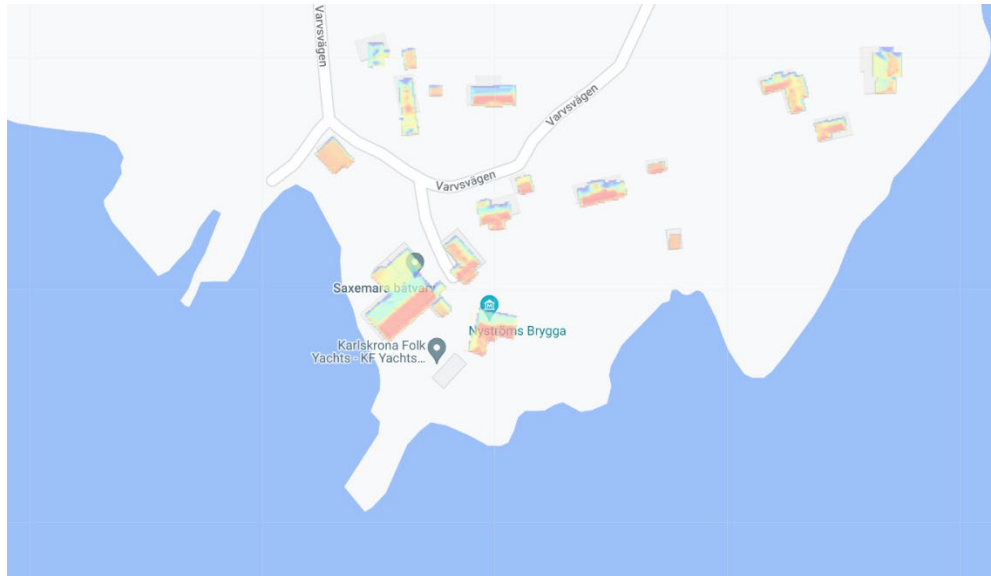 Varvsvägen
Varvsvägen
Varvsvägen
Saxemara båtvarv
Nyströms Brygga
Karlskrona Folk
Yachts - KF Yachts...